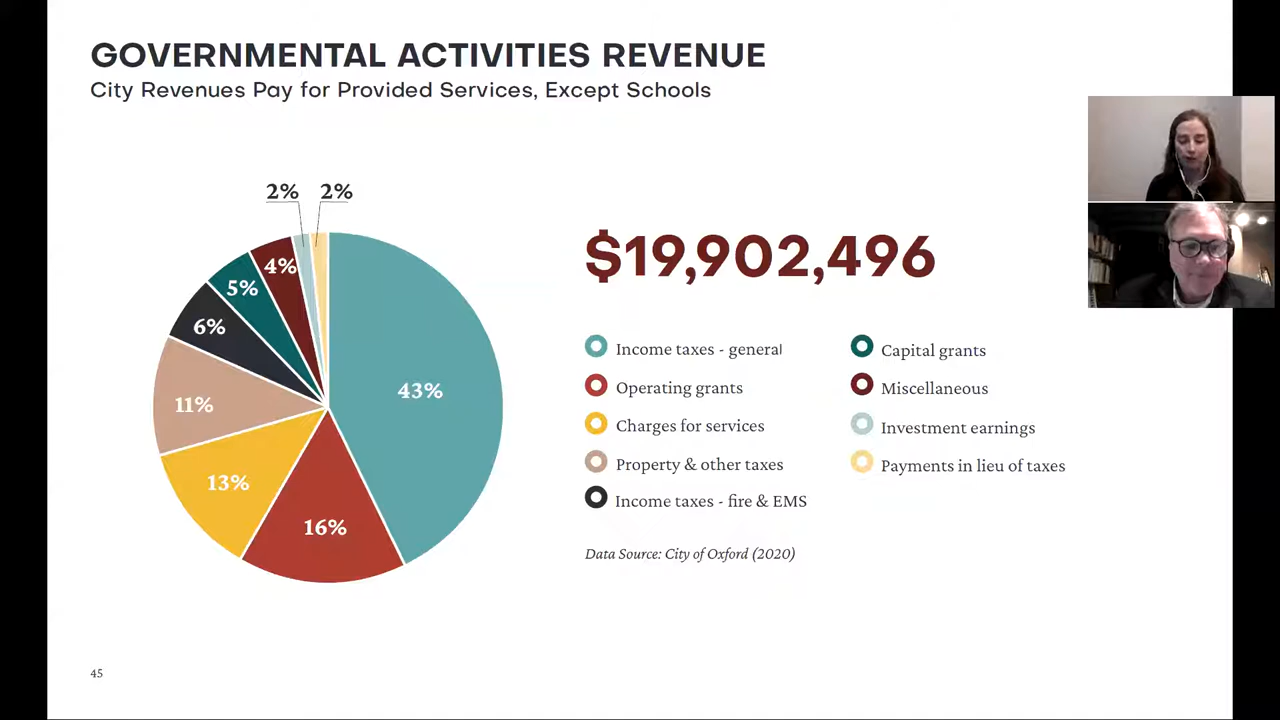 GOVERNMENTAL ACTIVITIES REVENUE
City Revenues Pay for Provided Services, Except Schools
2% 2%
4%
5%
6%
11%
13%
16%
43%
$19,902,496
Income taxes - general
Operating grants
Charges for services
Property & other taxes
Income taxes - fire & EMS
Capital grants
Miscellaneous
Investment earnings
Payments in lieu of taxes
Data Source: City of Oxford (2020)
45